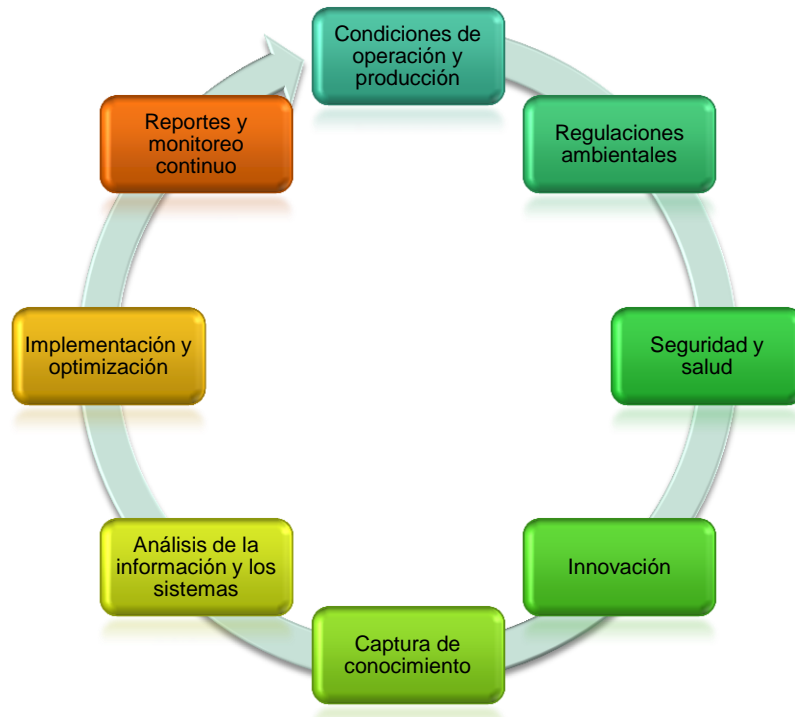 Condiciones de
operación y
producción
Regulaciones
ambientales
Seguridad y
salud
Innovación
Captura de
conocimiento
Análisis de la
información y los
sistemas
Implementación y
optimización
Reportes y
monitoreo
continuo